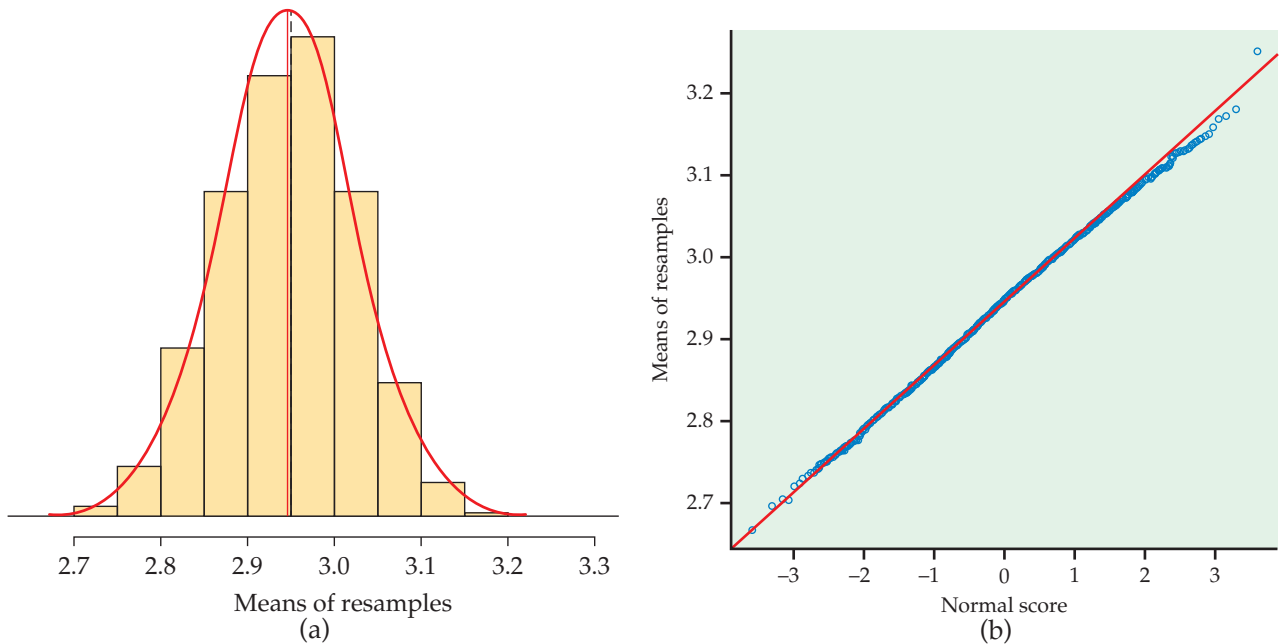 2.7 2.8 2.9 3.0 3.1 3.2 3.3
Means of resamples
(a)
Means of resamples
3.2
3.1
3.0
2.9
2.8
2.7
–3 –2 –1 0 1 2 3
Normal score
(b)